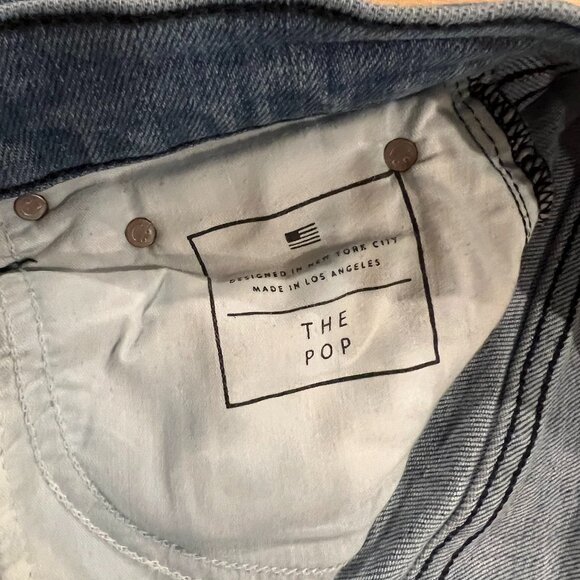 DESIGNED IN NEW YORK CITY
MADE IN LOS ANGELES
THE
POP